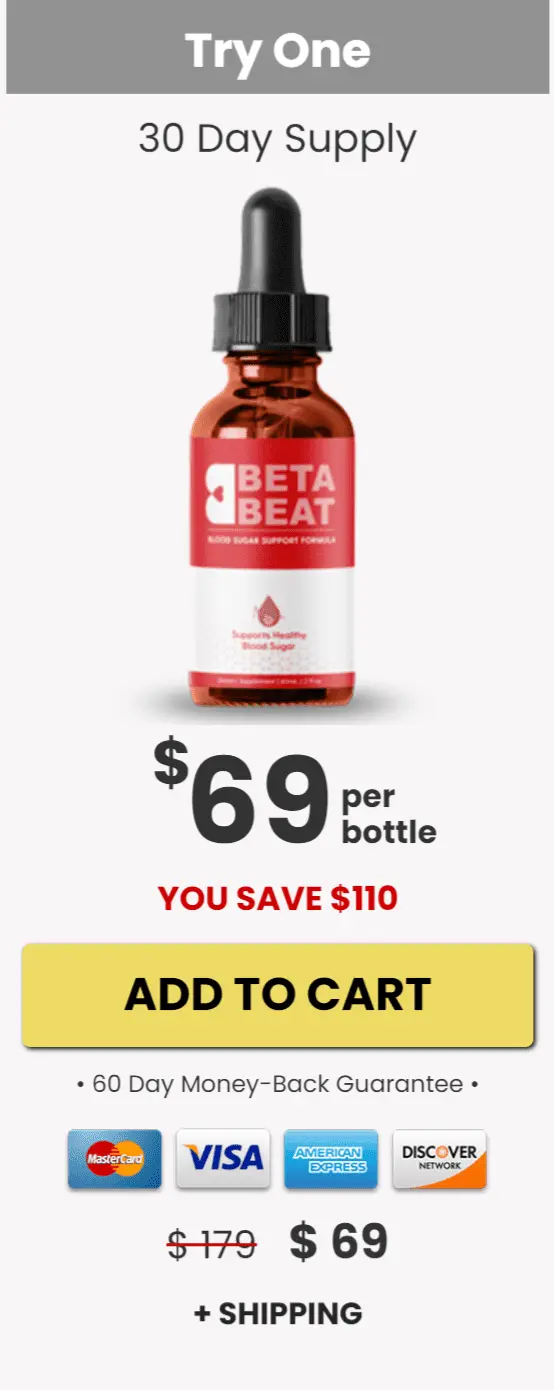 Try One
30 Day Supply
BETA
BEAT
BLOOD SUGAR SUPPORT FORMULA
Supports Healthy
Blood Sugar
$69 per
bottle
YOU SAVE $110
ADD TO CART
• 60 Day Money-Back Guarantee •
MasterCard VISA AMERICAN EXPRESS DISCOVER NETWORK
$ 179 $ 69
+ SHIPPING